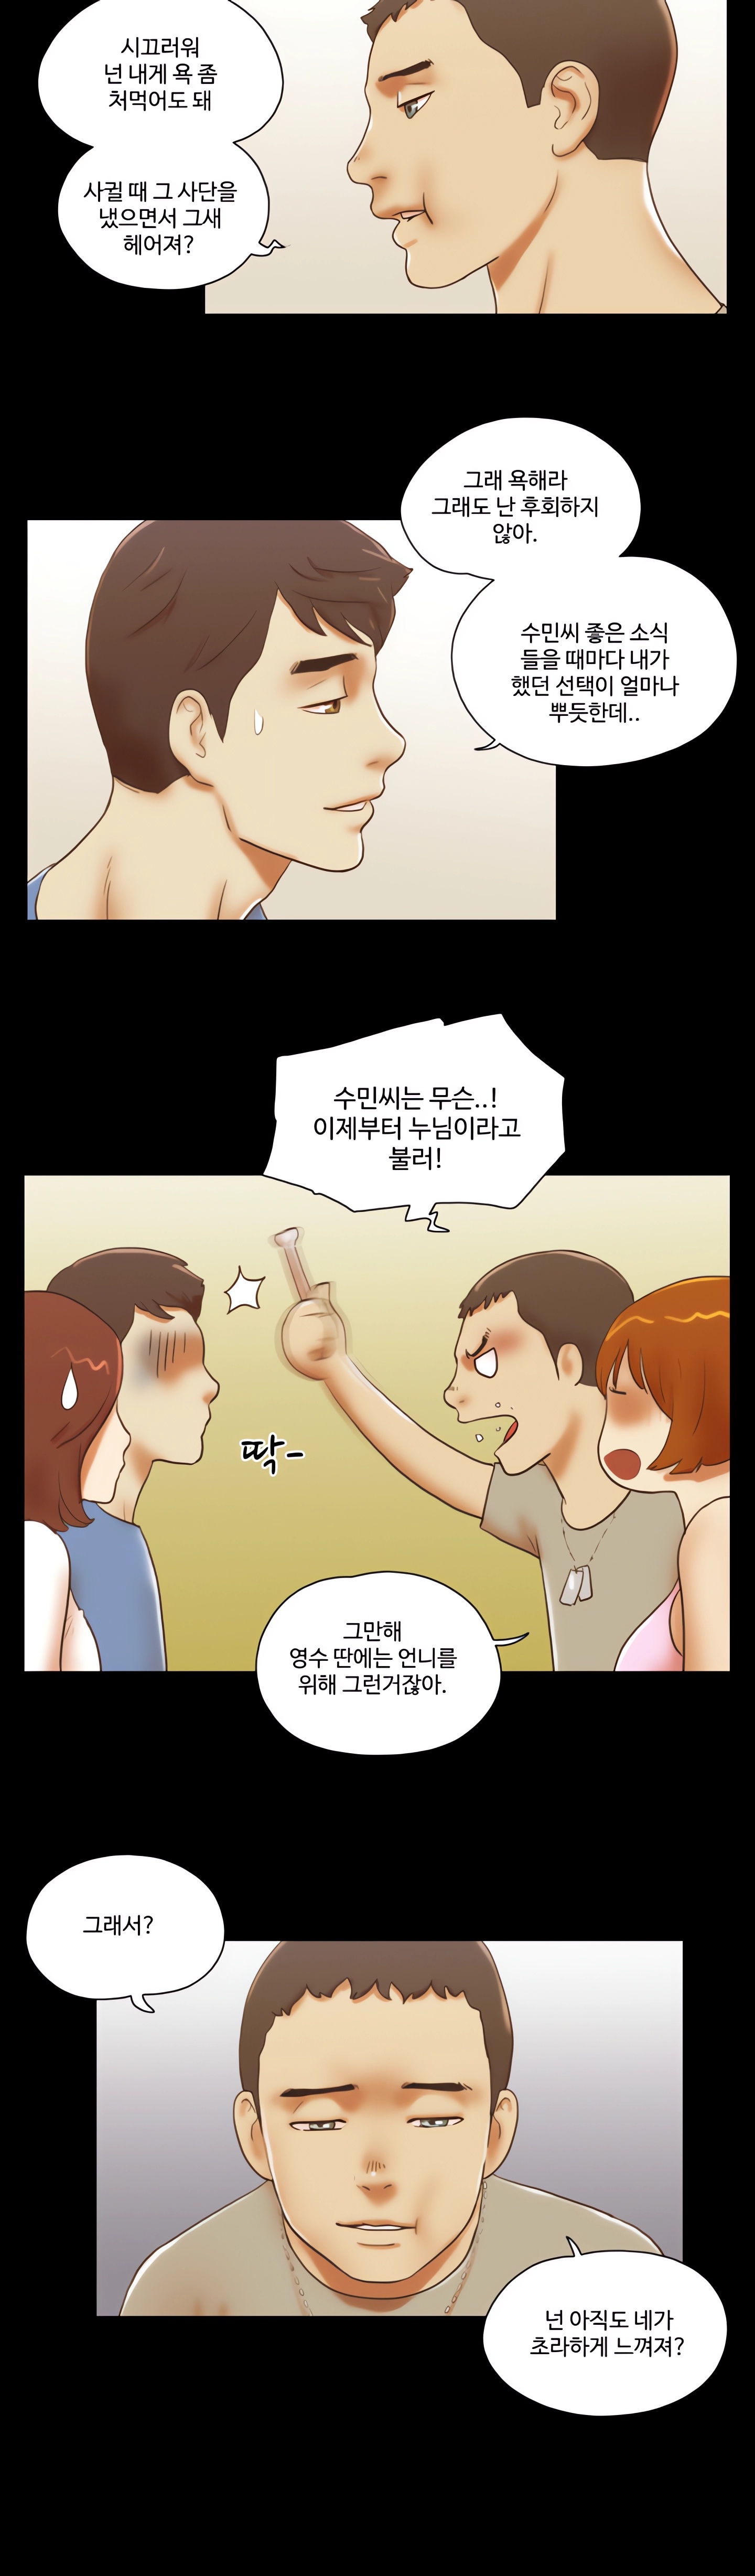 시끄러워
넌 내게 욕 좀
처먹어도 돼
사귈 때 그 사단을
냈으면서 그새
헤어져?
그래 욕해라
그래도 난 후회하지
않아.
수민씨 좋은 소식
들을 때마다 내가
했던 선택이 얼마나
뿌듯한데..
수민씨는 무슨..!
이제부터 누님이라고
불러!
딱-
그만해
영수 딴에는 언니를
위해 그런거잖아.
그래서?
넌 아직도 네가
초라하게 느껴져?